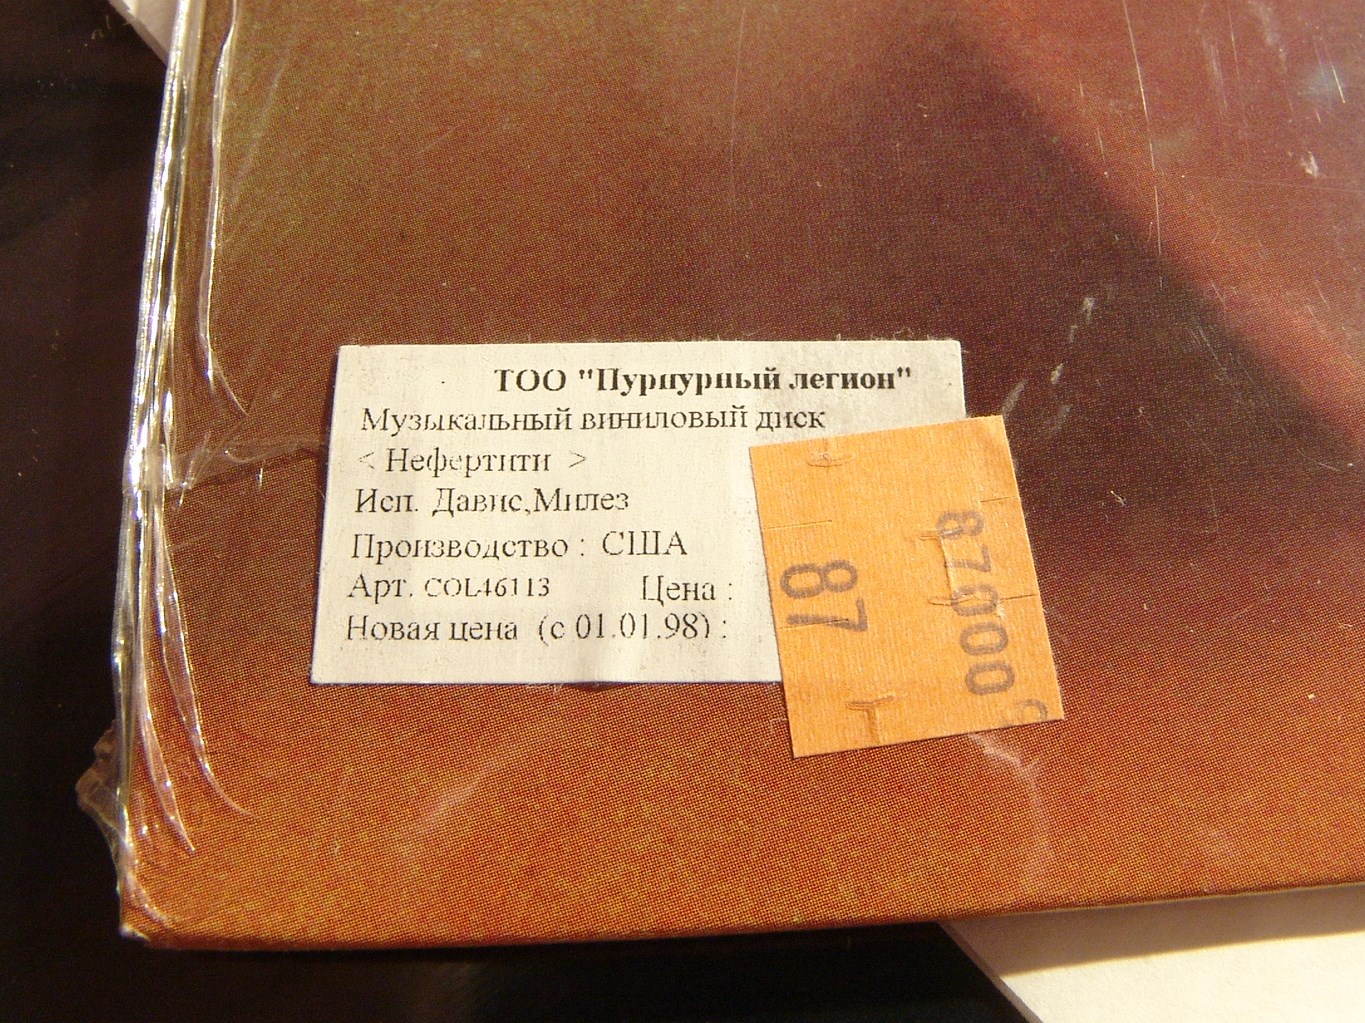 ТОО "Пурпурный легион"
Музыкальный виниловый диск
< Нефертити >
Исп. Давис,Милез
Производство : США
Арт. COL46113 Цена :
Новая цена (с 01.01.98) :
87
87000